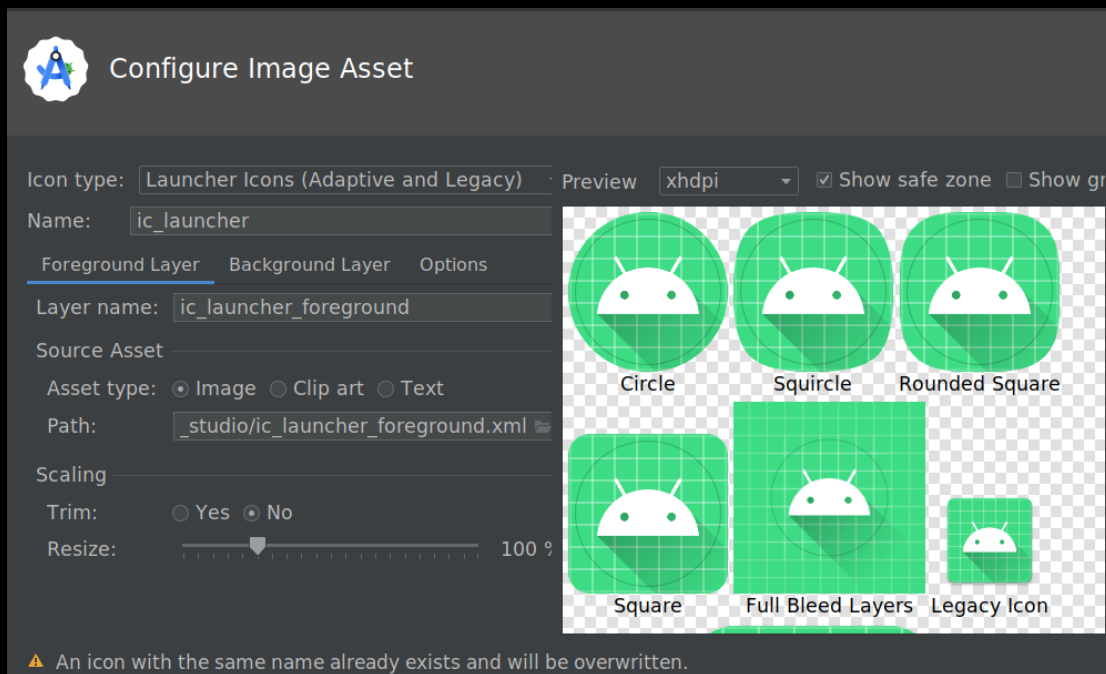 Configure Image Asset
Icon type: Launcher Icons (Adaptive and Legacy)
Name: ic_launcher
Foreground Layer Background Layer Options
Layer name: ic_launcher_foreground
Source Asset
Asset type: Image Clip art Text
Path: _studio/ic_launcher_foreground.xml
Scaling
Trim: Yes No
Resize: 100 %
Preview xhdpi Show safe zone Show gr
Circle Squircle Rounded Square
Square Full Bleed Layers Legacy Icon
An icon with the same name already exists and will be overwritten.